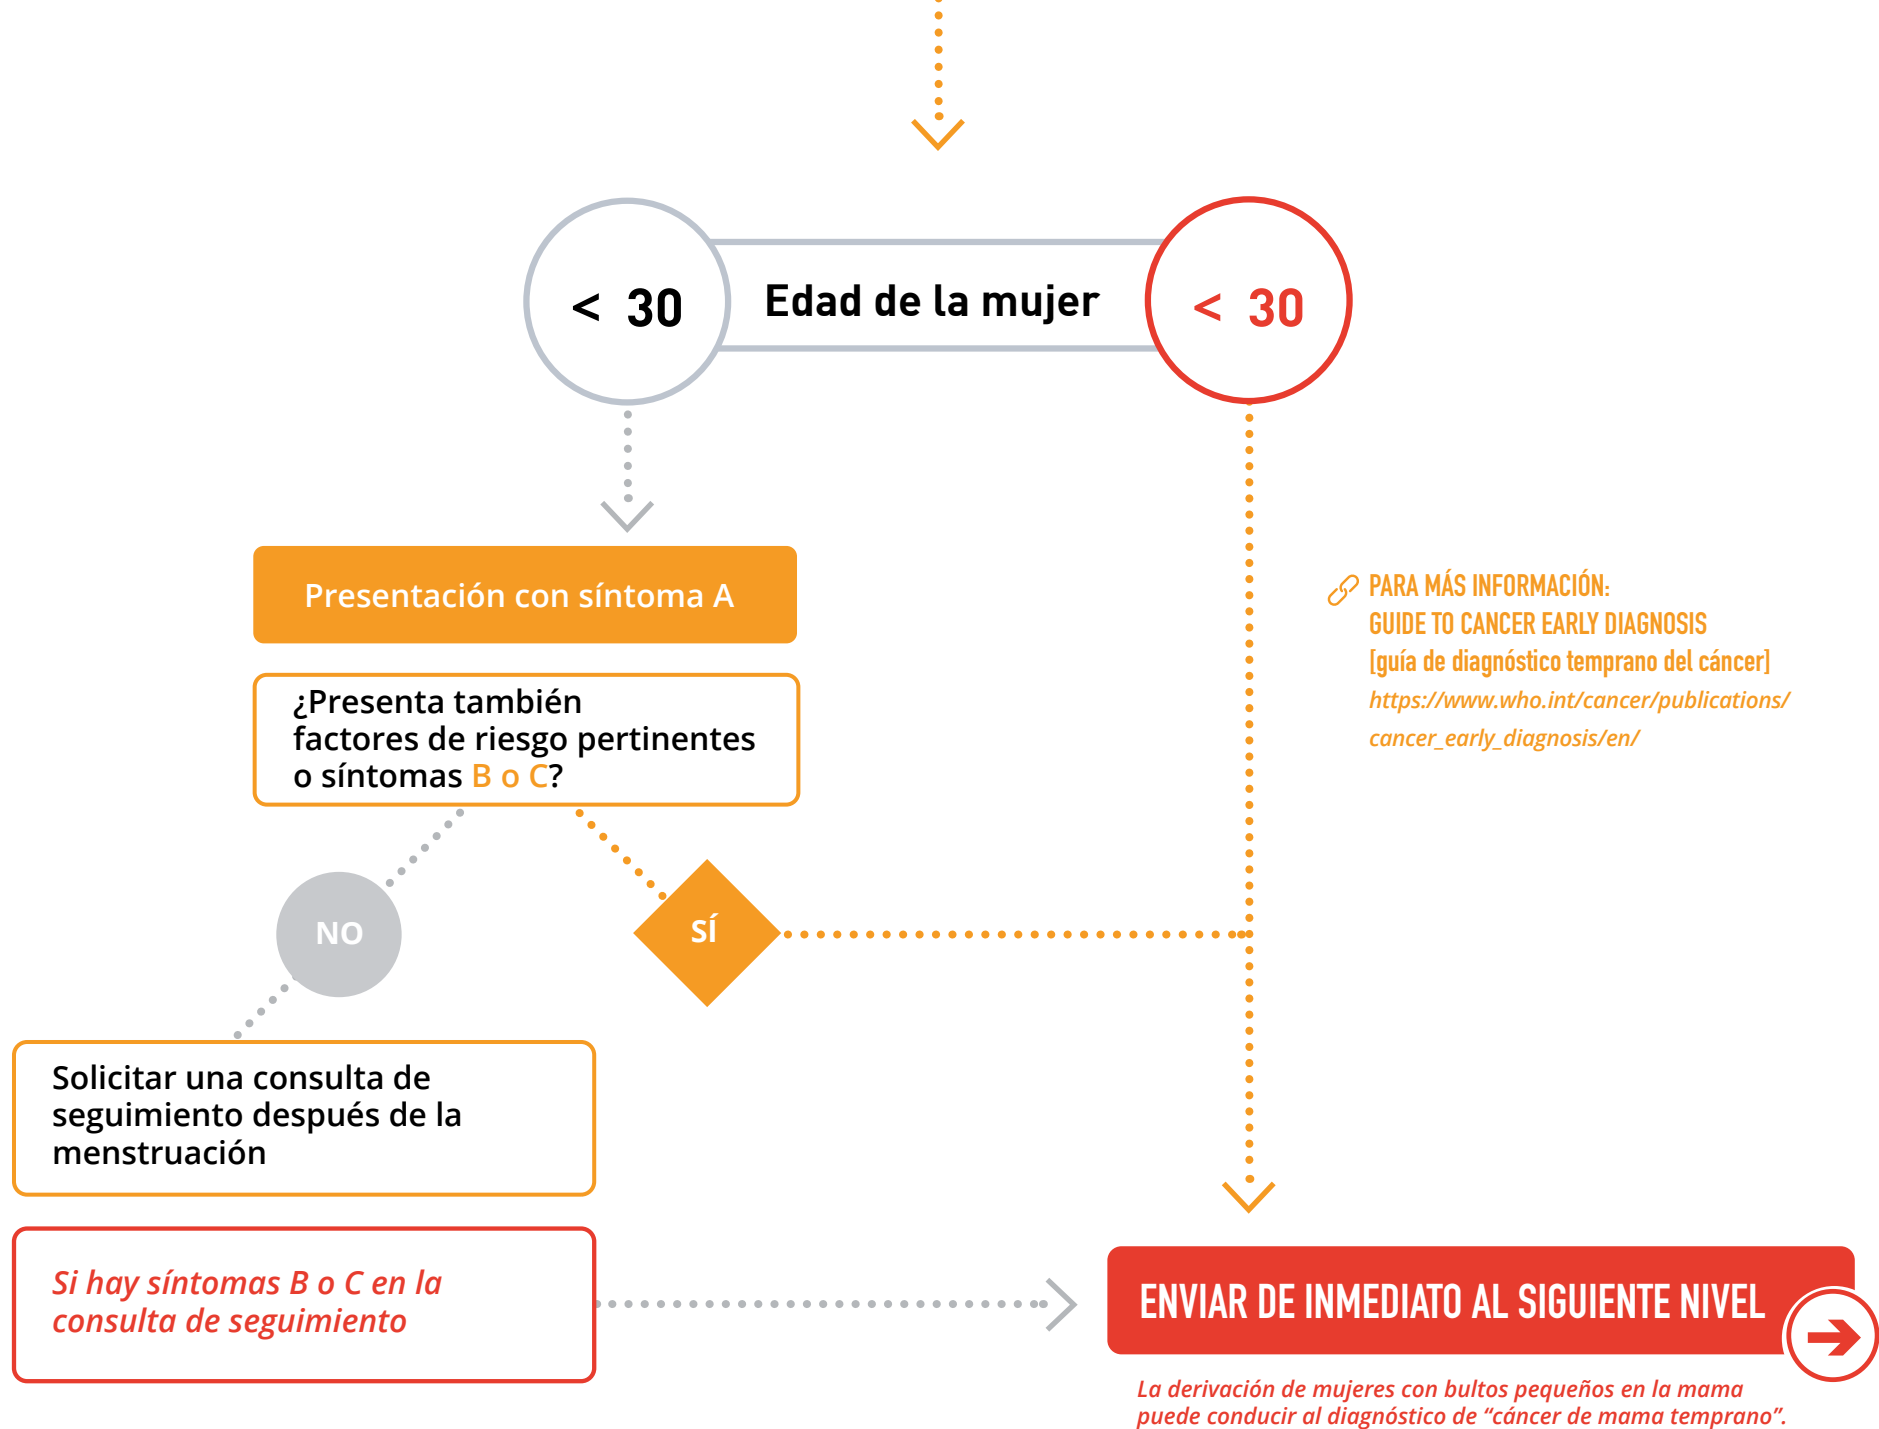 < 30
Edad de la mujer
< 30
Presentación con síntoma A
¿Presenta también
factores de riesgo pertinentes
o síntomas B o C?
PARA MÁS INFORMACIÓN:
GUIDE TO CANCER EARLY DIAGNOSIS
[guía de diagnóstico temprano del cáncer]
https://www.who.int/cancer/publications/
cancer_early_diagnosis/en/
NO
SÍ
Solicitar una consulta de
seguimiento después de la
menstruación
Si hay síntomas B o C en la
consulta de seguimiento
ENVIAR DE INMEDIATO AL SIGUIENTE NIVEL
La derivación de mujeres con bultos pequeños en la mama
puede conducir al diagnóstico de “cáncer de mama temprano”.